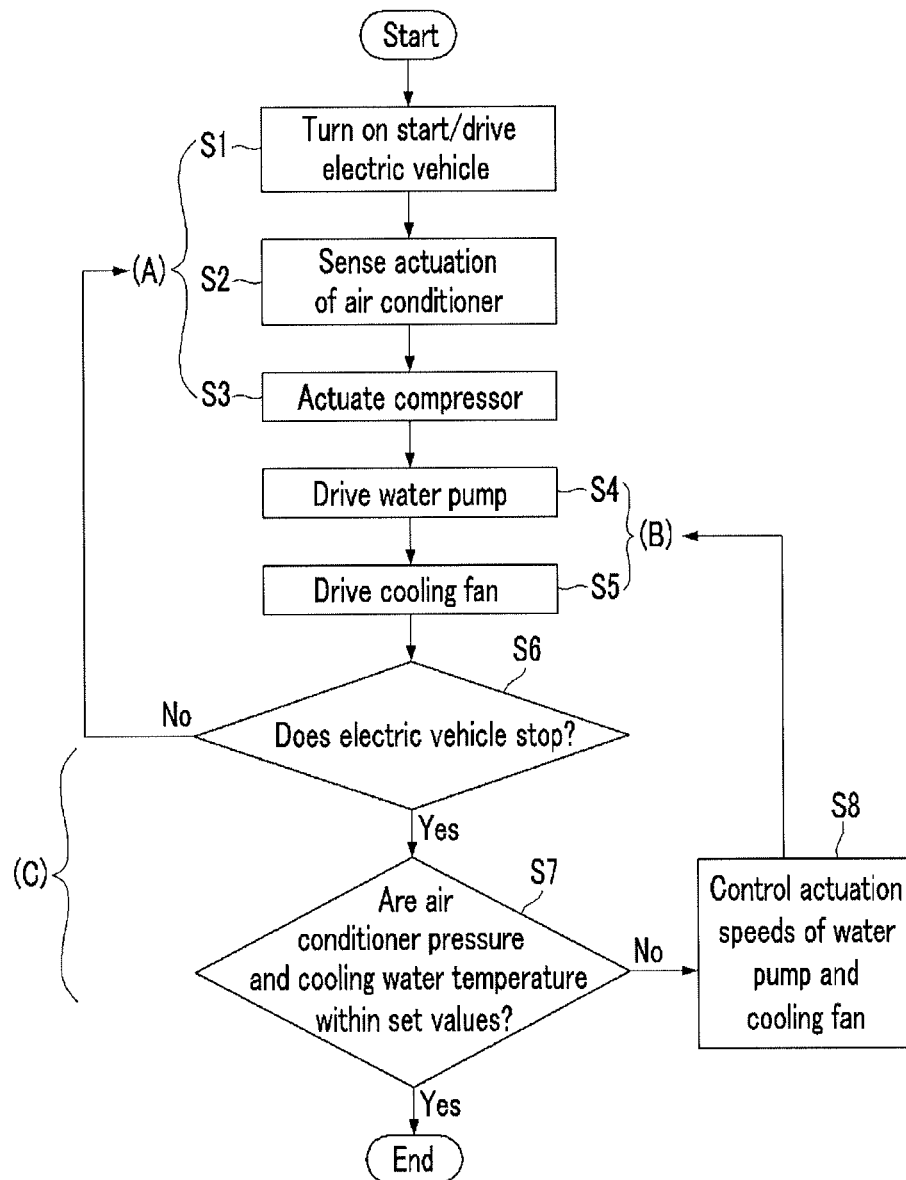 Start
S1
Turn on start/drive
electric vehicle
(A)
S2
Sense actuation
of air conditioner
S3
Actuate compressor
Drive water pump
S4
(B)
Drive cooling fan
S5
S6
No
Does electric vehicle stop?
Yes
(C)
S7
Are air
conditioner pressure
and cooling water temperature
within set values?
No
S8
Control actuation
speeds of water
pump and
cooling fan
Yes
End